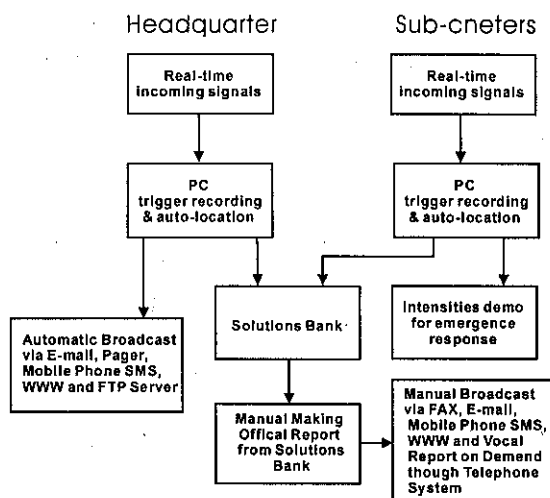 Headquarter
Sub-cneters
Real-time
incoming signals
Real-time
incoming signals
PC
trigger recording
& auto-location
PC
trigger recording
& auto-location
Automatic Broadcast
via E-mail, Pager,
Mobile Phone SMS,
WWW and FTP Server
Solutions Bank
Intensities demo
for emergence
response
Manual Making
Offical Report
from Solutions
Bank
Manual Broadcast
via FAX, E-mail,
Mobile Phone SMS,
WWW and Vocal
Report on Demend
though Telephone
System